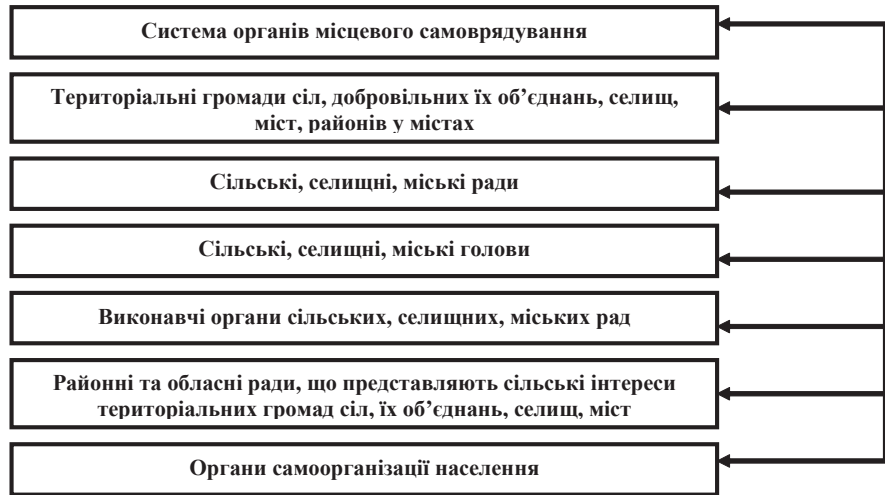 Система органів місцевого самоврядування
Територіальні громади сіл, добровільних їх об’єднань, селищ,
міст, районів у містах
Сільські, селищні, міські ради
Сільські, селищні, міські голови
Виконавчі органи сільських, селищних, міських рад
Районні та обласні ради, що представляють сільські інтереси
територіальних громад сіл, їх об’єднань, селищ, міст
Органи самоорганізації населення